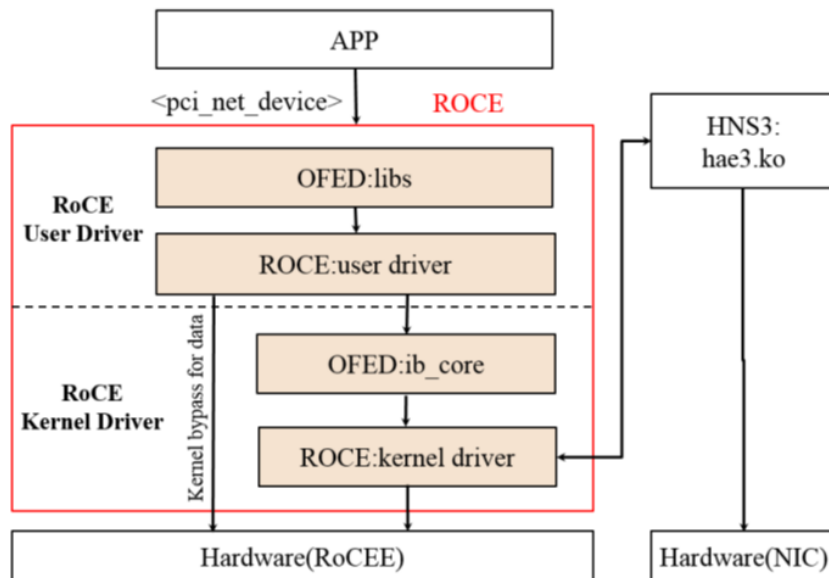 APP
<pci_net_device>
ROCE
HNS3:
hae3.ko
OFED:libs
RoCE
User Driver
ROCE:user driver
Kernel bypass for data
OFED:ib_core
RoCE
Kernel Driver
ROCE:kernel driver
Hardware(RoCEE)
Hardware(NIC)